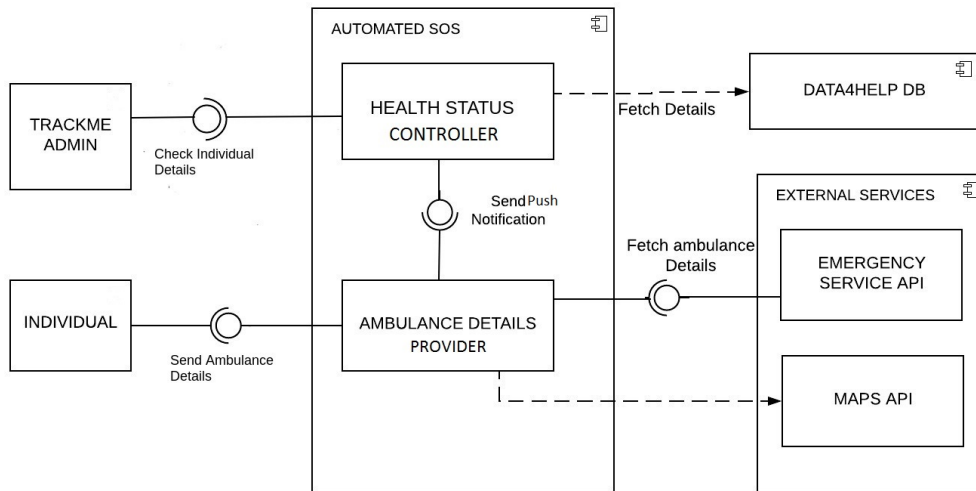 AUTOMATED SOS
HEALTH STATUS
CONTROLLER
DATA4HELP DB
Fetch Details
TRACKME
ADMIN
Check Individual
Details
Send Push
Notification
EXTERNAL SERVICES
Fetch ambulance
Details
EMERGENCY
SERVICE API
INDIVIDUAL
Send Ambulance
Details
AMBULANCE DETAILS
PROVIDER
MAPS API